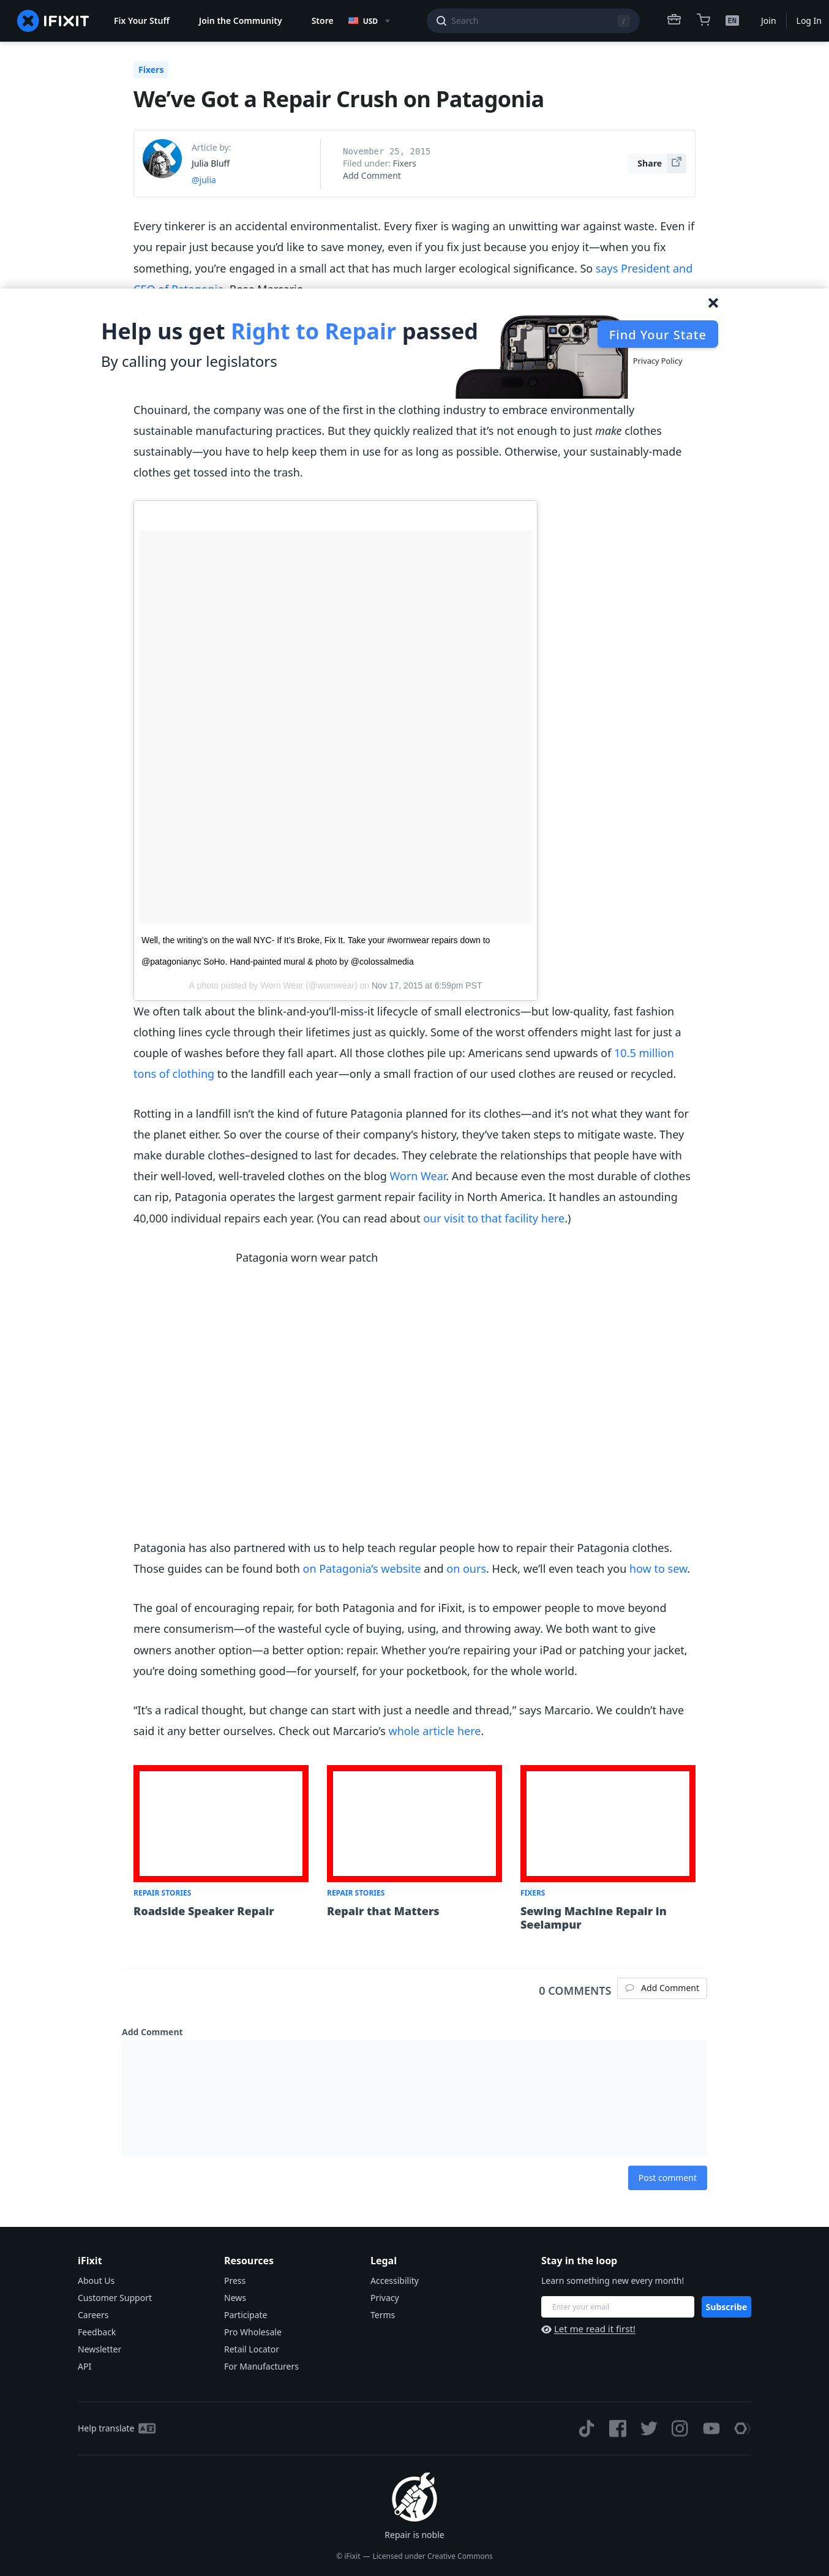 IFIXIT
Fix Your Stuff
Join the Community
Store
USD
Search
/
EN
Join
Log In
Fixers
We’ve Got a Repair Crush on Patagonia
Article by:
Julia Bluff
@julia
November 25, 2015
Filed under: Fixers
Add Comment
Share
Every tinkerer is an accidental environmentalist. Every fixer is waging an unwitting war against waste. Even if
you repair just because you’d like to save money, even if you fix just because you enjoy it—when you fix
something, you’re engaged in a small act that has much larger ecological significance. So says President and
CEO of Patagonia, Rose Marcario.
Help us get Right to Repair passed
By calling your legislators
Find Your State
Privacy Policy
Chouinard, the company was one of the first in the clothing industry to embrace environmentally
sustainable manufacturing practices. But they quickly realized that it’s not enough to just make clothes
sustainably—you have to help keep them in use for as long as possible. Otherwise, your sustainably-made
clothes get tossed into the trash.
Well, the writing’s on the wall NYC- If It’s Broke, Fix It. Take your #wornwear repairs down to
@patagonianyc SoHo. Hand-painted mural & photo by @colossalmedia
A photo posted by Worn Wear (@wornwear) on Nov 17, 2015 at 6:59pm PST
We often talk about the blink-and-you’ll-miss-it lifecycle of small electronics—but low-quality, fast fashion
clothing lines cycle through their lifetimes just as quickly. Some of the worst offenders might last for just a
couple of washes before they fall apart. All those clothes pile up: Americans send upwards of 10.5 million
tons of clothing to the landfill each year—only a small fraction of our used clothes are reused or recycled.
Rotting in a landfill isn’t the kind of future Patagonia planned for its clothes—and it’s not what they want for
the planet either. So over the course of their company’s history, they’ve taken steps to mitigate waste. They
make durable clothes–designed to last for decades. They celebrate the relationships that people have with
their well-loved, well-traveled clothes on the blog Worn Wear. And because even the most durable of clothes
can rip, Patagonia operates the largest garment repair facility in North America. It handles an astounding
40,000 individual repairs each year. (You can read about our visit to that facility here.)
Patagonia worn wear patch
Patagonia has also partnered with us to help teach regular people how to repair their Patagonia clothes.
Those guides can be found both on Patagonia’s website and on ours. Heck, we’ll even teach you how to sew.
The goal of encouraging repair, for both Patagonia and for iFixit, is to empower people to move beyond
mere consumerism—of the wasteful cycle of buying, using, and throwing away. We both want to give
owners another option—a better option: repair. Whether you’re repairing your iPad or patching your jacket,
you’re doing something good—for yourself, for your pocketbook, for the whole world.
“It’s a radical thought, but change can start with just a needle and thread,” says Marcario. We couldn’t have
said it any better ourselves. Check out Marcario’s whole article here.
REPAIR STORIES
Roadside Speaker Repair
REPAIR STORIES
Repair that Matters
FIXERS
Sewing Machine Repair in
Seelampur
0 COMMENTS
Add Comment
Add Comment
Post comment
iFixit
About Us
Customer Support
Careers
Feedback
Newsletter
API
Resources
Press
News
Participate
Pro Wholesale
Retail Locator
For Manufacturers
Legal
Accessibility
Privacy
Terms
Stay in the loop
Learn something new every month!
Enter your email
Subscribe
Let me read it first!
Help translate
Repair is noble
© iFixit — Licensed under Creative Commons